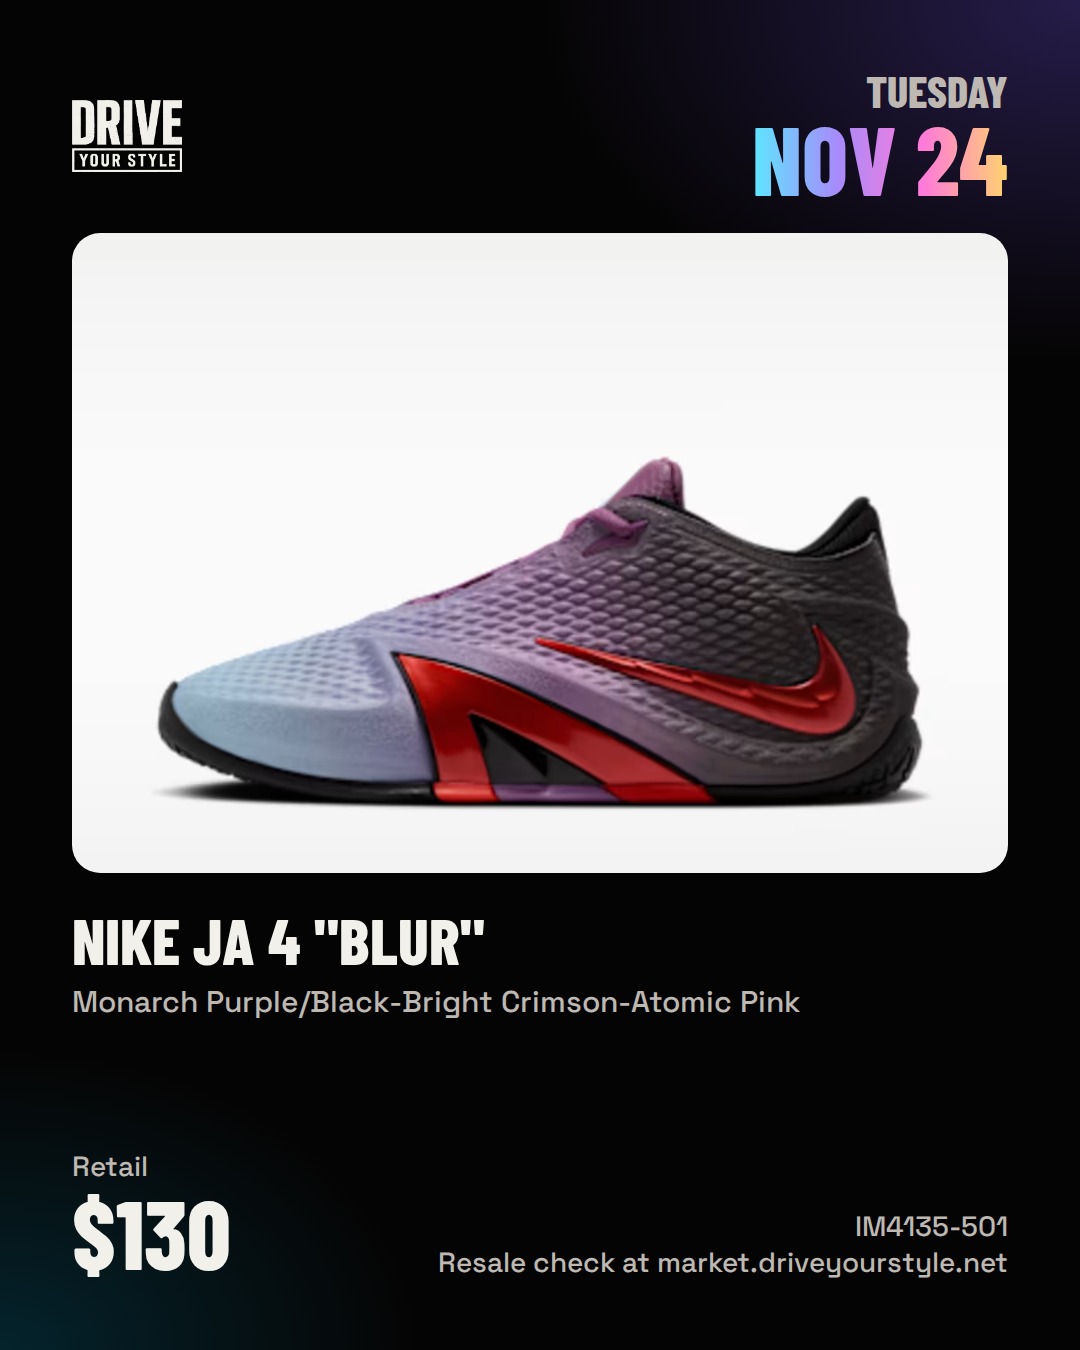 DRIVE
YOUR STYLE
TUESDAY
NOV 24
NIKE JA 4 "BLUR"
Monarch Purple/Black-Bright Crimson-Atomic Pink
Retail
$130
IM4135-501
Resale check at market.driveyourstyle.net